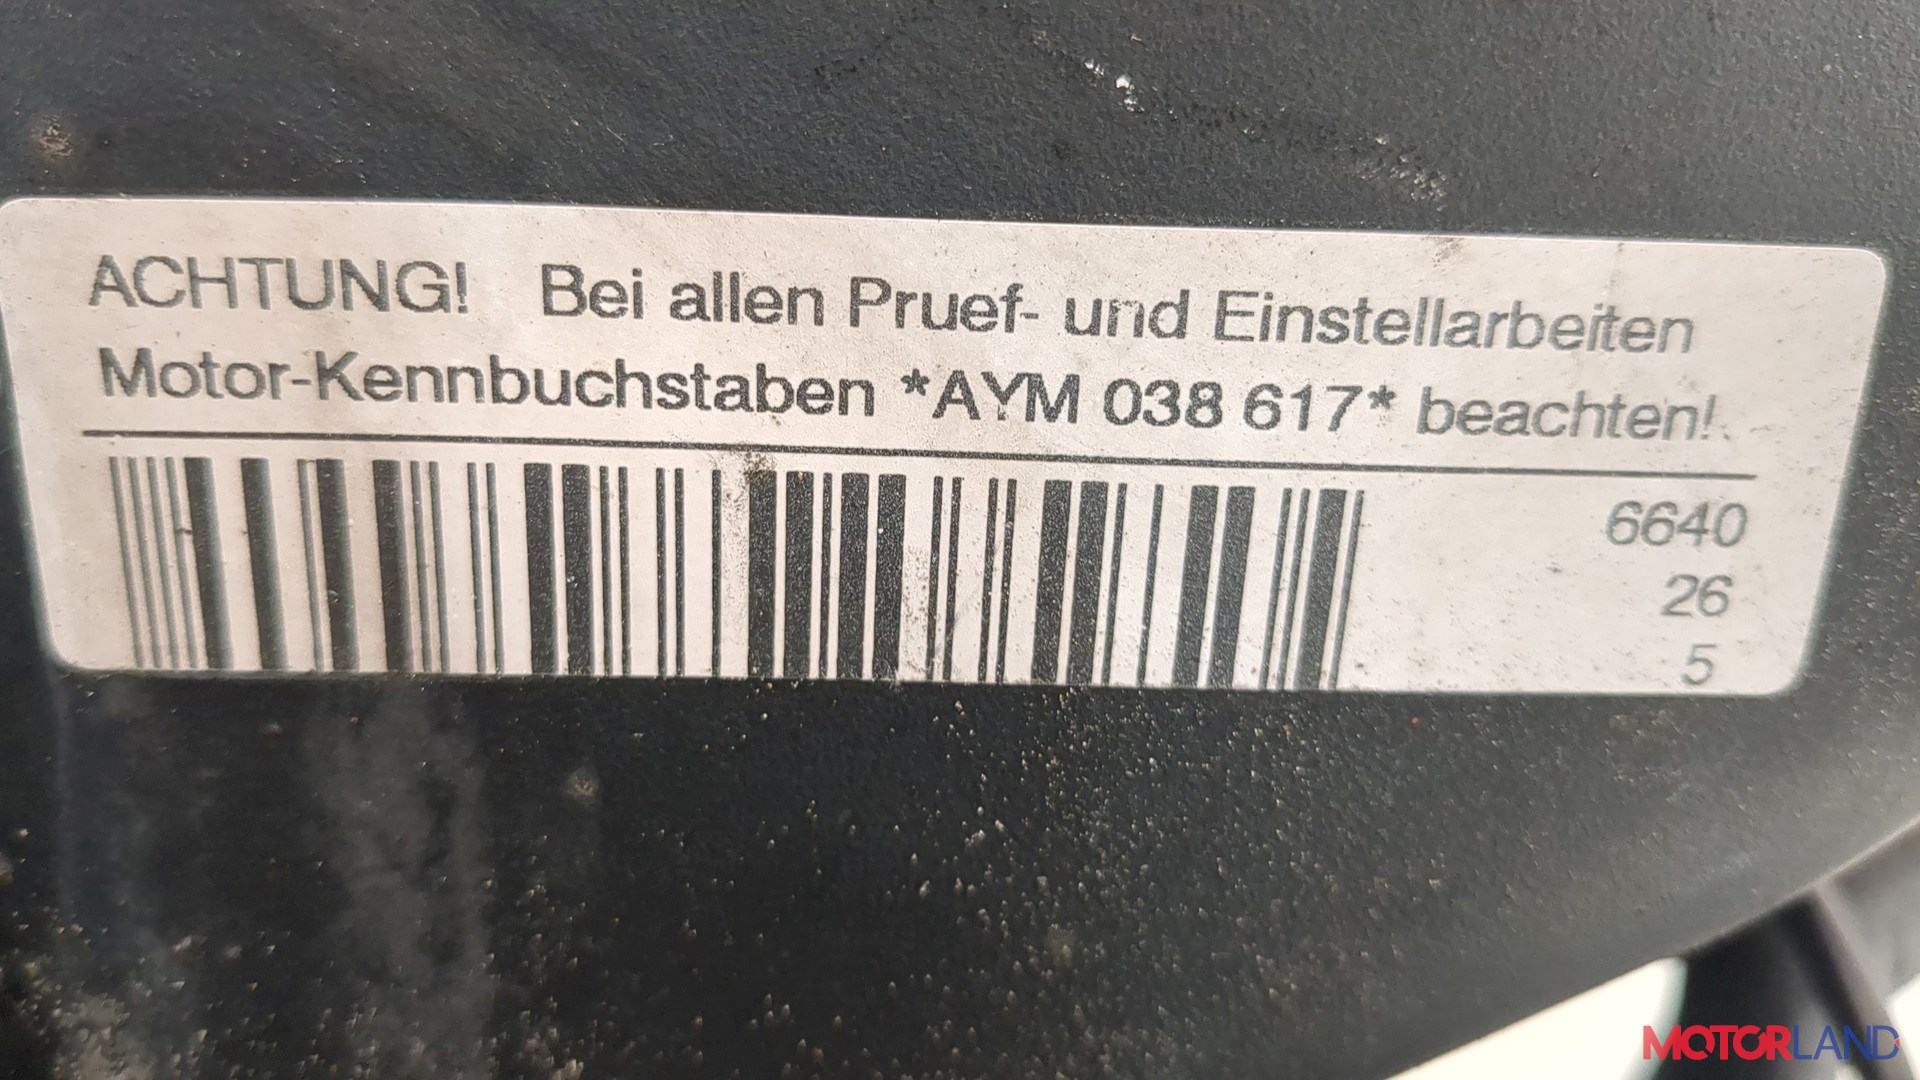 ACHTUNG! Bei allen Pruef- und Einstellarbeiten
Motor-Kennbuchstaben *AYM 038 617* beachten!
6640
26
5
MOTORLAND